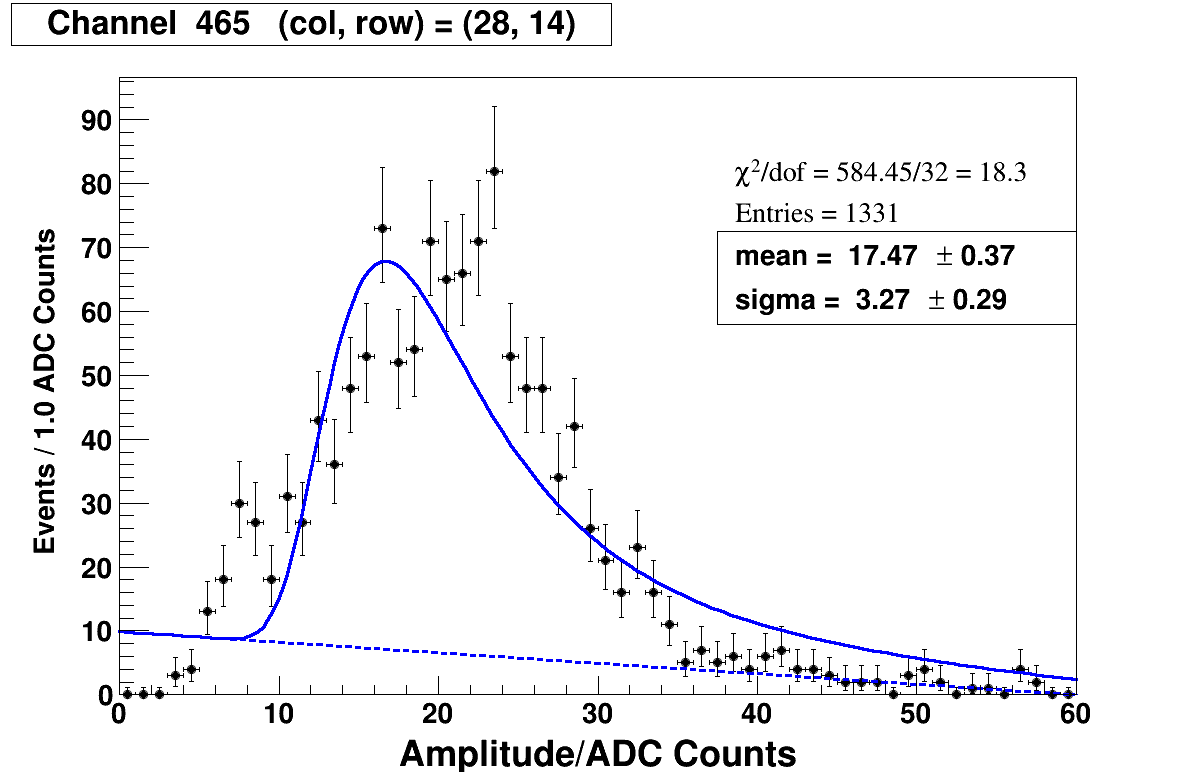 Channel 465 (col, row) = (28, 14)
χ²/dof = 584.45/32 = 18.3
Entries = 1331
mean = 17.47 ± 0.37
sigma = 3.27 ± 0.29
Events / 1.0 ADC Counts
90
80
70
60
50
40
30
20
10
0
0 10 20 30 40 50 60
Amplitude/ADC Counts